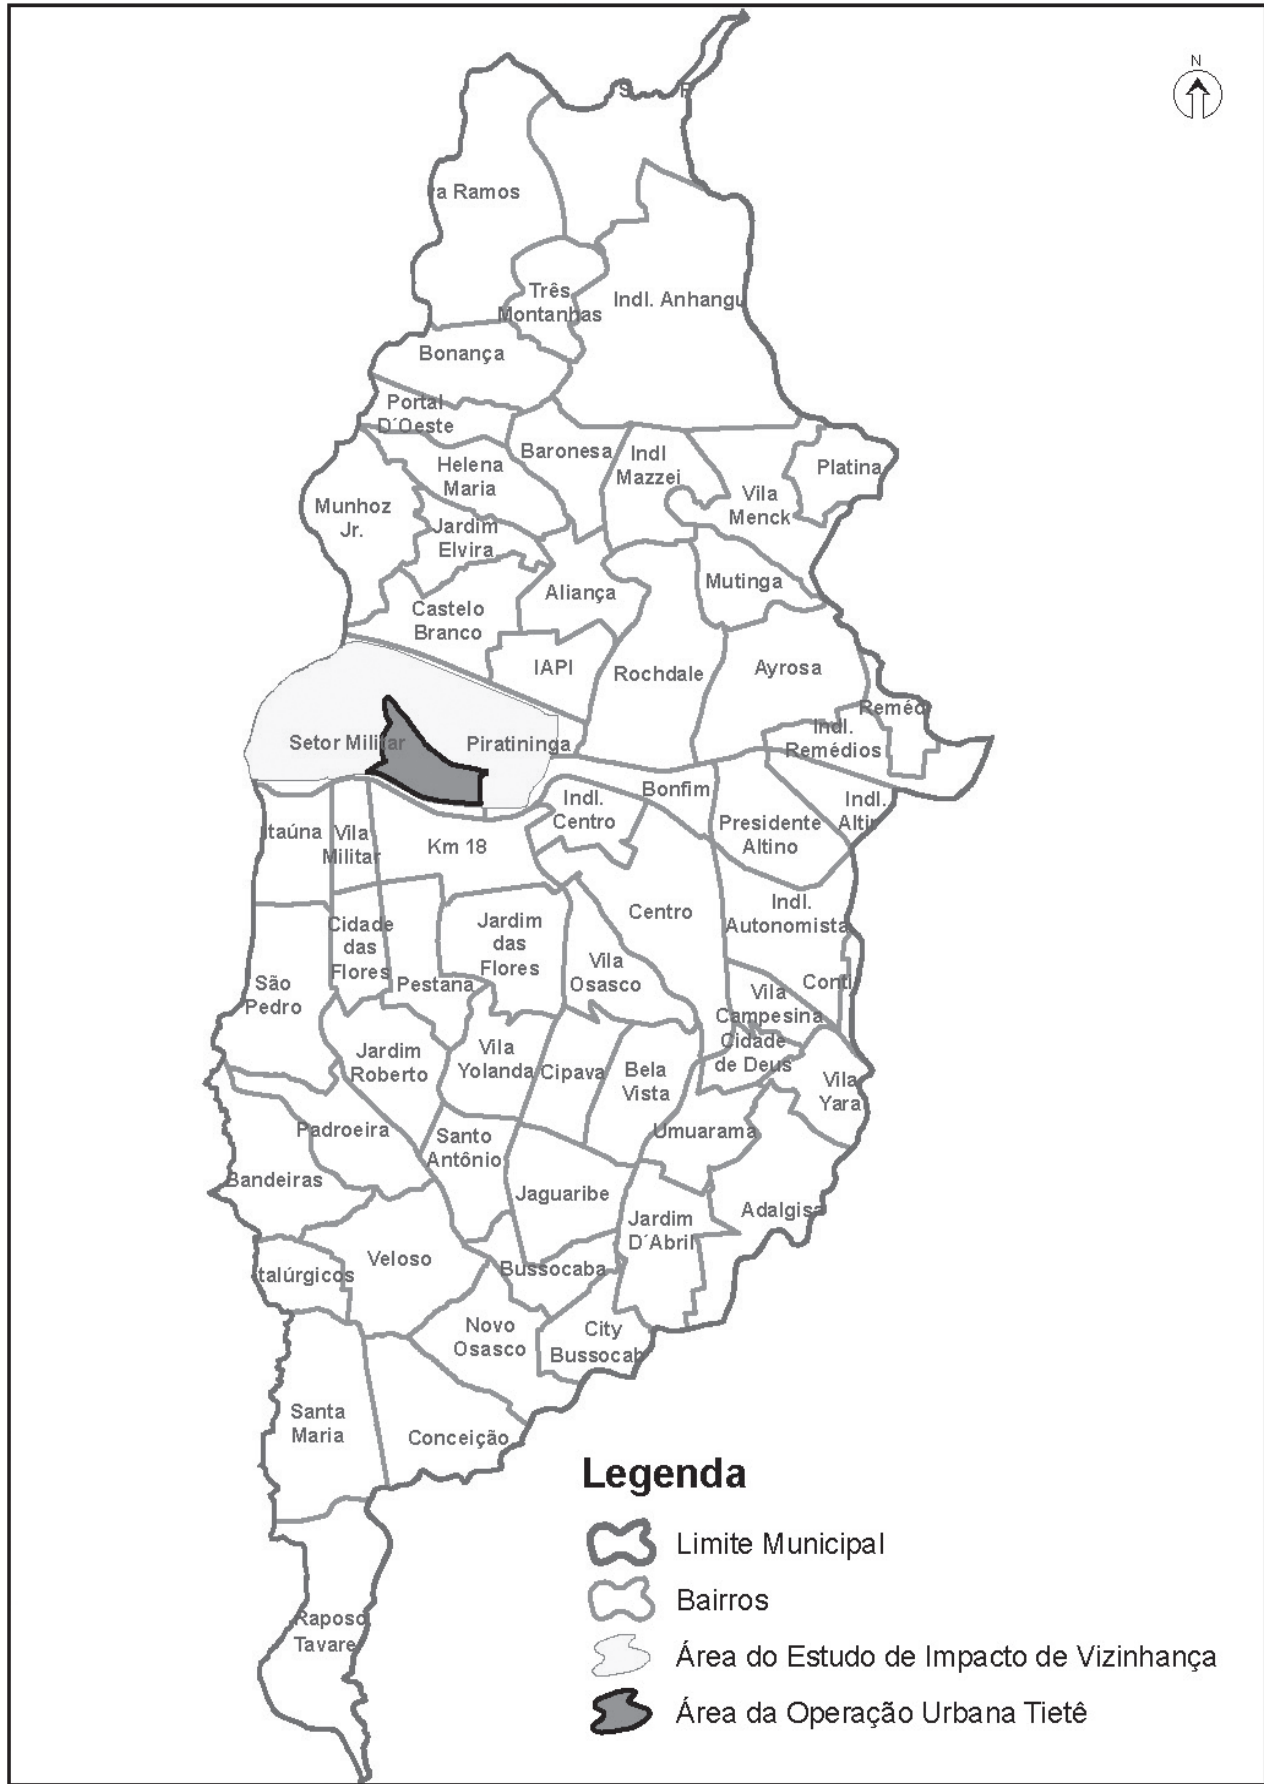 N
S F
va Ramos
Três
Montanhas
Indl. Anhangu
Bonança
Portal
D´Oeste
Baronesa
Indl
Mazzei
Platina
Helena
Maria
Vila
Menck
Munhoz
Jr.
Jardim
Elvira
Aliança
Mutinga
Castelo
Branco
IAPI
Rochdale
Ayrosa
Reméd
Indl.
Remédios
Setor Militar
Piratininga
Bonfim
Indl.
Centro
Indl.
Altin
Presidente
Altino
Itaúna
Vila
Militar
Km 18
Centro
Indl.
Autonomista
Cidade
das
Flores
Jardim
das
Flores
Vila
Osasco
São
Pedro
Pestana
Conti
Vila
Campesina
Cidade
de Deus
Jardim
Roberto
Vila
Yolanda
Cipava
Bela
Vista
Vila
Yara
Padroeira
Santo
Antônio
Umuarama
Bandeiras
Jaguaribe
Jardim
D´Abril
Adalgisa
Veloso
Bussocaba
talúrgicos
Novo
Osasco
City
Bussocab
Santa
Maria
Conceição
Raposo
Tavare
Legenda
Limite Municipal
Bairros
Área do Estudo de Impacto de Vizinhança
Área da Operação Urbana Tietê